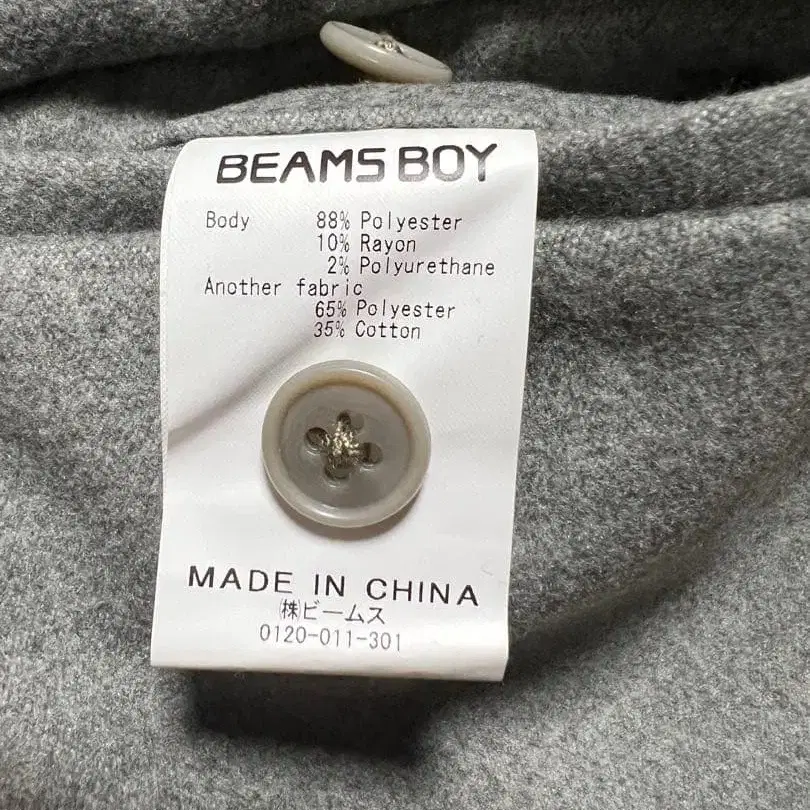 BEAMS BOY
Body 88% Polyester
10% Rayon
2% Polyurethane
Another fabric
65% Polyester
35% Cotton
MADE IN CHINA
㈱ビームス
0120-011-301